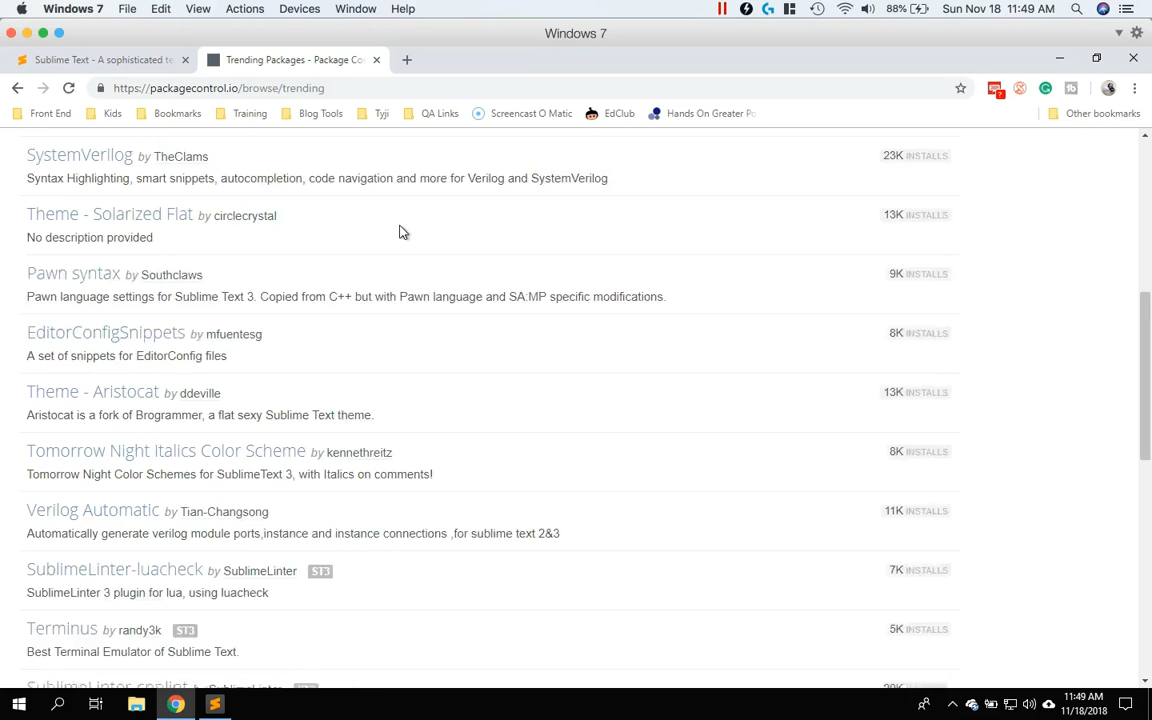 Windows 7 File Edit View Actions Devices Window Help 88% Sun Nov 18 11:49 AM
Windows 7
Sublime Text - A sophisticated te Trending Packages - Package Co
https://packagecontrol.io/browse/trending
Front End Kids Bookmarks Training Blog Tools Tyji QA Links Screencast O Matic EdClub Hands On Greater Po Other bookmarks
SystemVerilog by TheClams 23K INSTALLS
Syntax Highlighting, smart snippets, autocompletion, code navigation and more for Verilog and SystemVerilog
Theme - Solarized Flat by circlecrystal 13K INSTALLS
No description provided
Pawn syntax by Southclaws 9K INSTALLS
Pawn language settings for Sublime Text 3. Copied from C++ but with Pawn language and SA:MP specific modifications.
EditorConfigSnippets by mfuentesg 8K INSTALLS
A set of snippets for EditorConfig files
Theme - Aristocat by ddeville 13K INSTALLS
Aristocat is a fork of Brogrammer, a flat sexy Sublime Text theme.
Tomorrow Night Italics Color Scheme by kennethreitz 8K INSTALLS
Tomorrow Night Color Schemes for SublimeText 3, with Italics on comments!
Verilog Automatic by Tian-Changsong 11K INSTALLS
Automatically generate verilog module ports,instance and instance connections ,for sublime text 2&3
SublimeLinter-luacheck by SublimeLinter ST3 7K INSTALLS
SublimeLinter 3 plugin for lua, using luacheck
Terminus by randy3k ST3 5K INSTALLS
Best Terminal Emulator of Sublime Text.
11:49 AM
11/18/2018